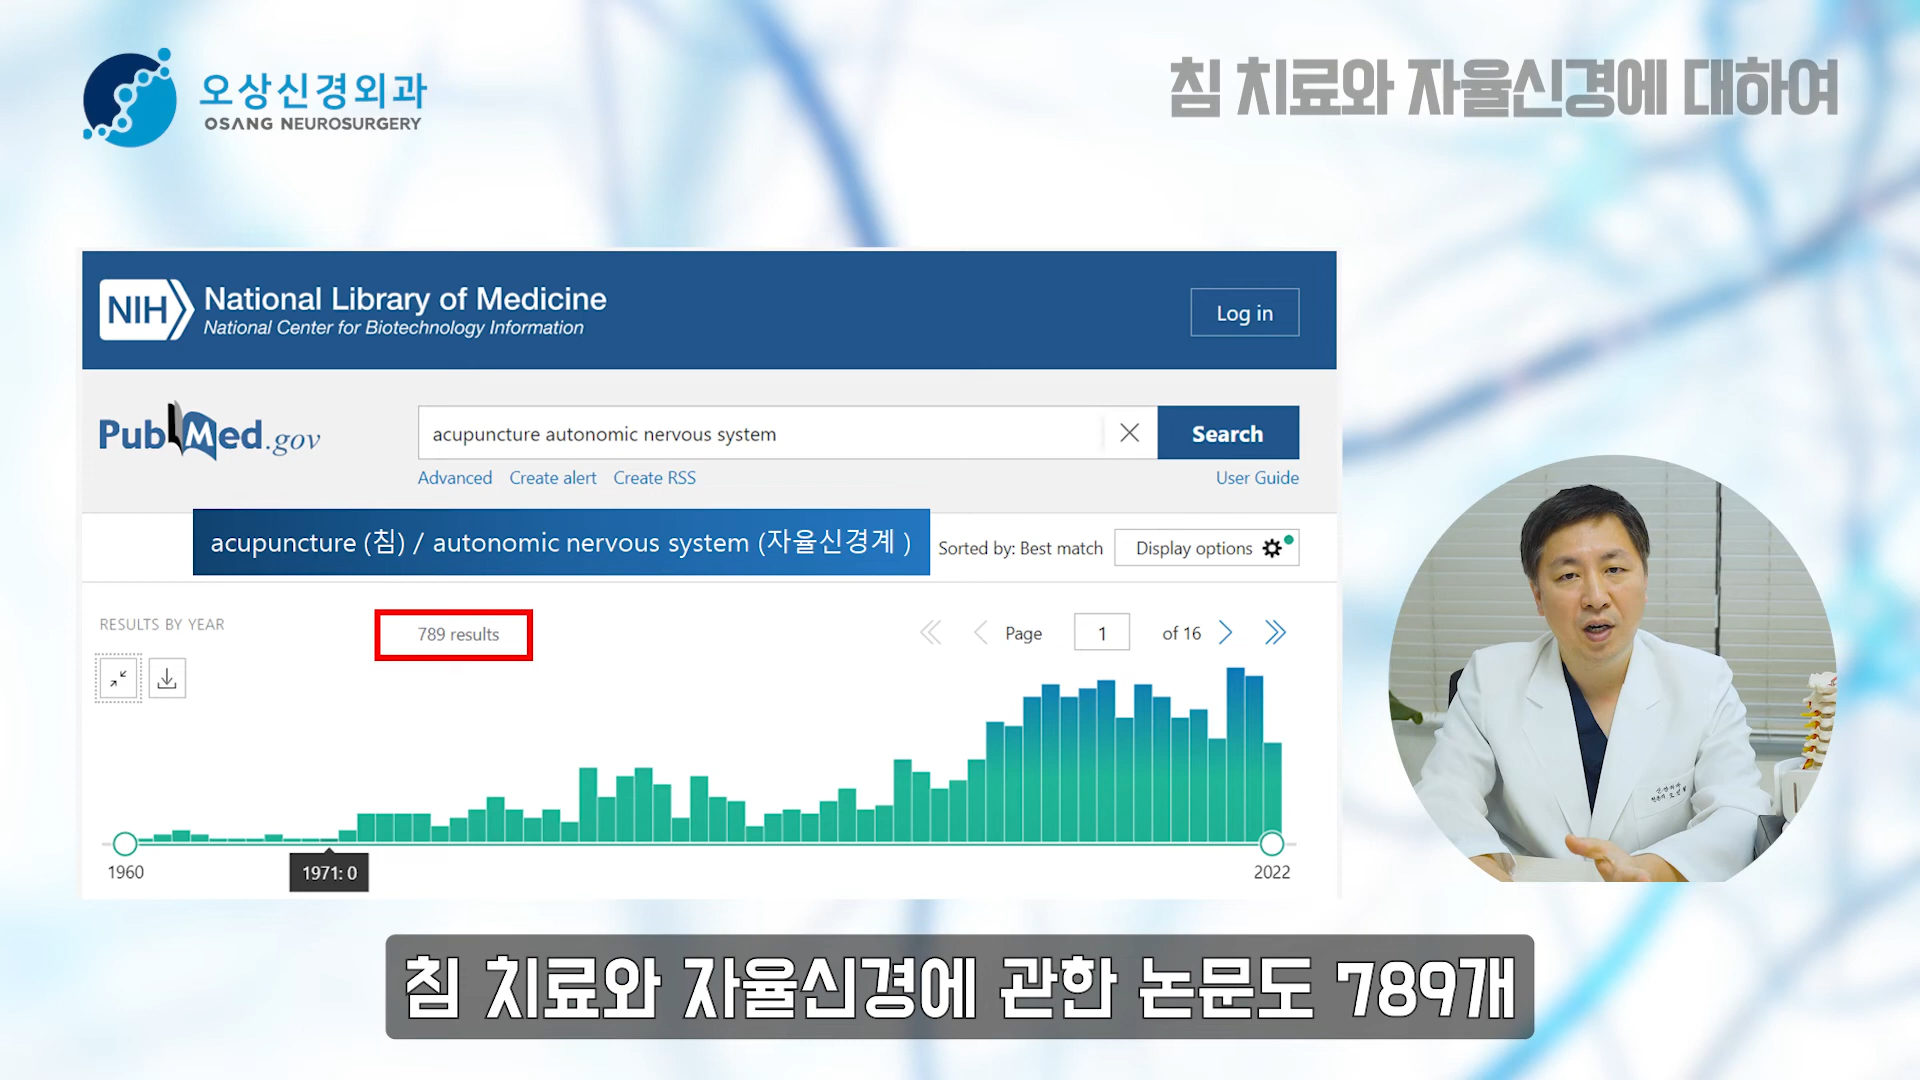 오상신경외과
OSANG NEUROSURGERY
침 치료와 자율신경에 대하여
NIH
National Library of Medicine
National Center for Biotechnology Information
Log in
PubMed.gov
acupuncture autonomic nervous system
Search
Advanced Create alert Create RSS
User Guide
acupuncture (침) / autonomic nervous system (자율신경계 )
Sorted by: Best match
Display options
RESULTS BY YEAR
789 results
Page 1 of 16
1960
1971: 0
2022
침 치료와 자율신경에 관한 논문도 789개